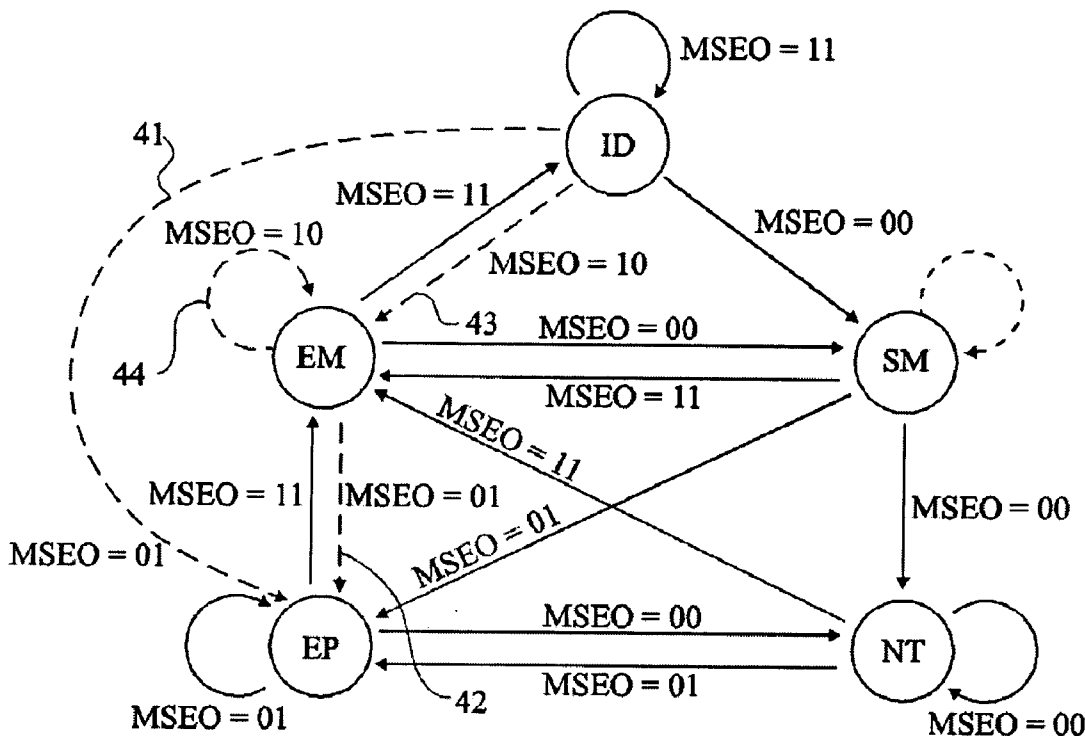 MSEO = 11
41
ID
MSEO = 11
MSEO = 00
MSEO = 10
MSEO = 10
43
MSEO = 00
EM
SM
44
MSEO = 11
MSEO = 11
MSEO = 11
MSEO = 01
MSEO = 00
MSEO = 01
MSEO = 01
MSEO = 00
EP
NT
MSEO = 01
42
MSEO = 01
MSEO = 00